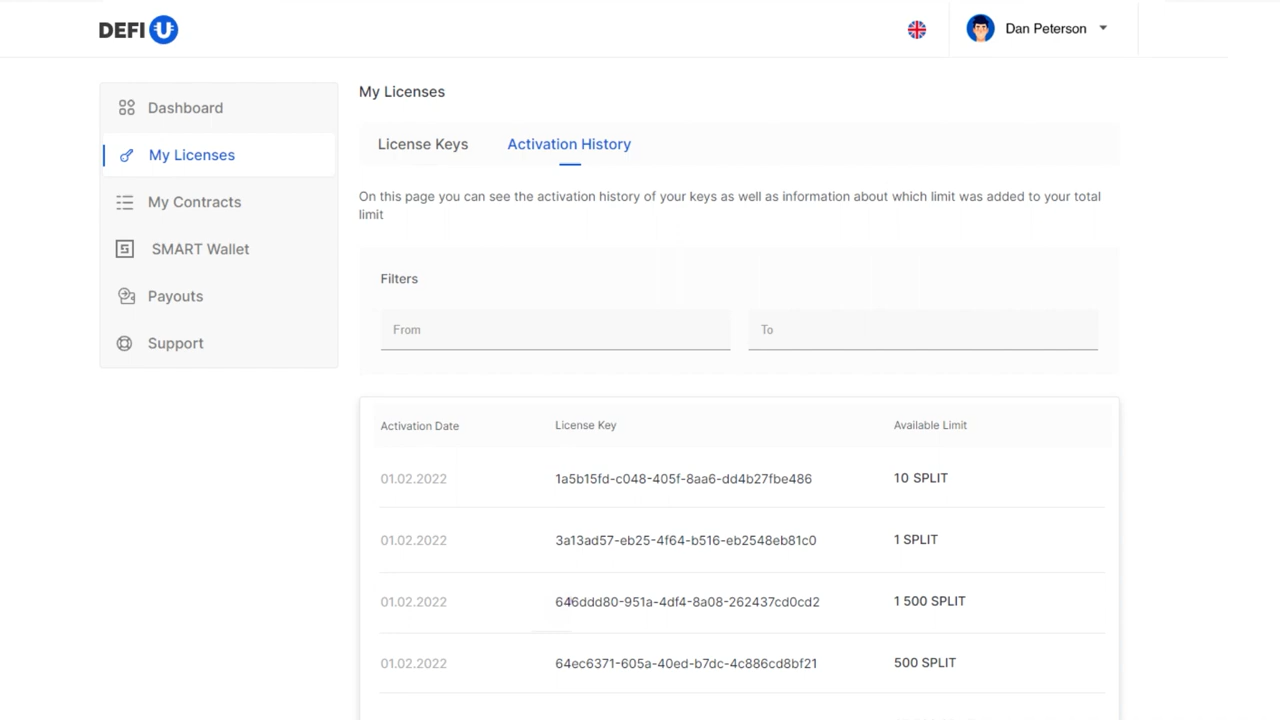 DEFI U
Dan Peterson
Dashboard
My Licenses
My Contracts
SMART Wallet
Payouts
Support
My Licenses
License Keys Activation History
On this page you can see the activation history of your keys as well as information about which limit was added to your total
limit
Filters
From To
Activation Date License Key Available Limit
01.02.2022 1a5b15fd-c048-405f-8aa6-dd4b27fbe486 10 SPLIT
01.02.2022 3a13ad57-eb25-4f64-b516-eb2548eb81c0 1 SPLIT
01.02.2022 646ddd80-951a-4df4-8a08-262437cd0cd2 1 500 SPLIT
01.02.2022 64ec6371-605a-40ed-b7dc-4c886cd8bf21 500 SPLIT